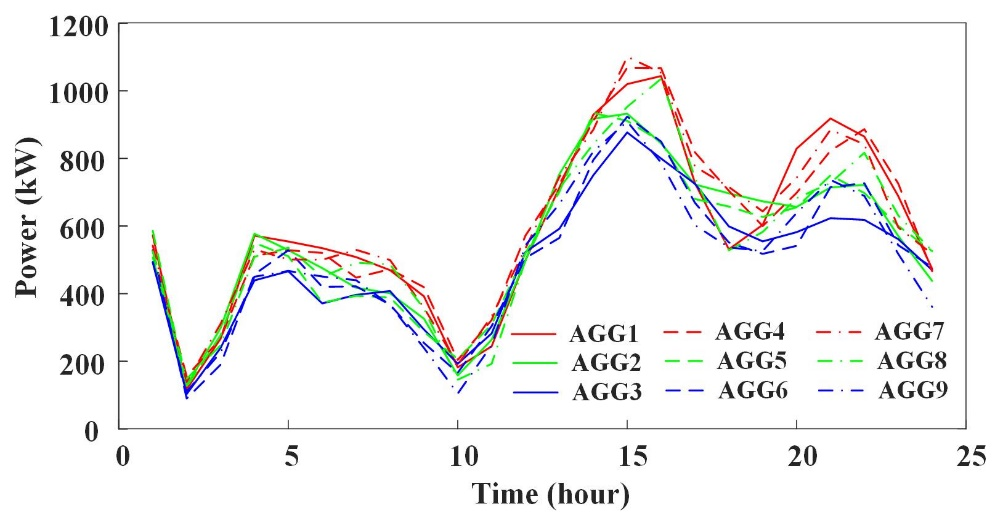 1200
1000
800
600
400
200
0
Power (kW)
AGG1 AGG4 AGG7
AGG2 AGG5 AGG8
AGG3 AGG6 AGG9
0 5 10 15 20 25
Time (hour)